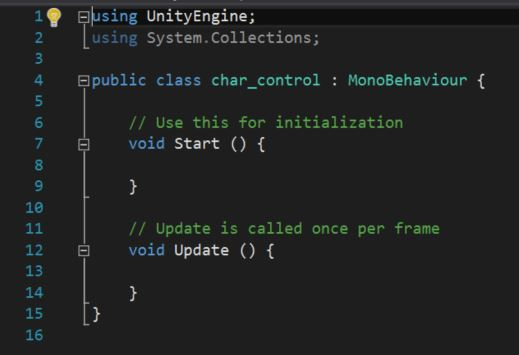 1 using UnityEngine;
2 using System.Collections;
3
4 public class char_control : MonoBehaviour {
5
6 // Use this for initialization
7 void Start () {
8
9 }
10
11 // Update is called once per frame
12 void Update () {
13
14 }
15 }
16